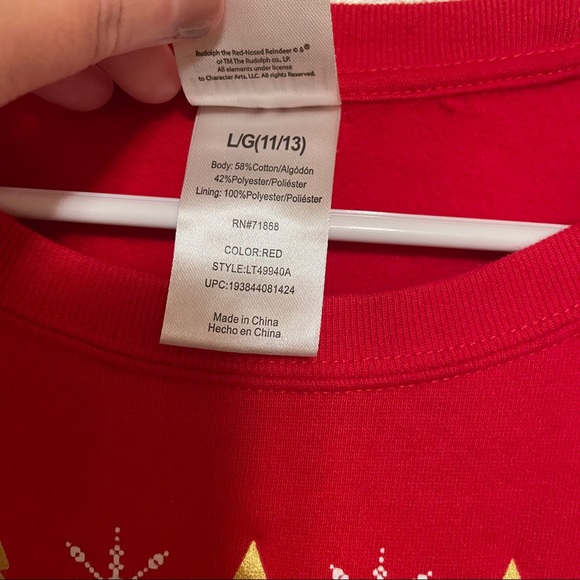 Rudolph the Red-Nosed Reindeer © & ®
or TM The Rudolph co., LP.
All elements under license
to Character Arts, LLC. All rights Reserved.
L/G(11/13)
Body: 58%Cotton/Algódón
42%Polyester/Poliéster
Lining: 100%Polyester/Poliéster
RN#71868
COLOR:RED
STYLE:LT49940A
UPC:193844081424
Made in China
Hecho en China